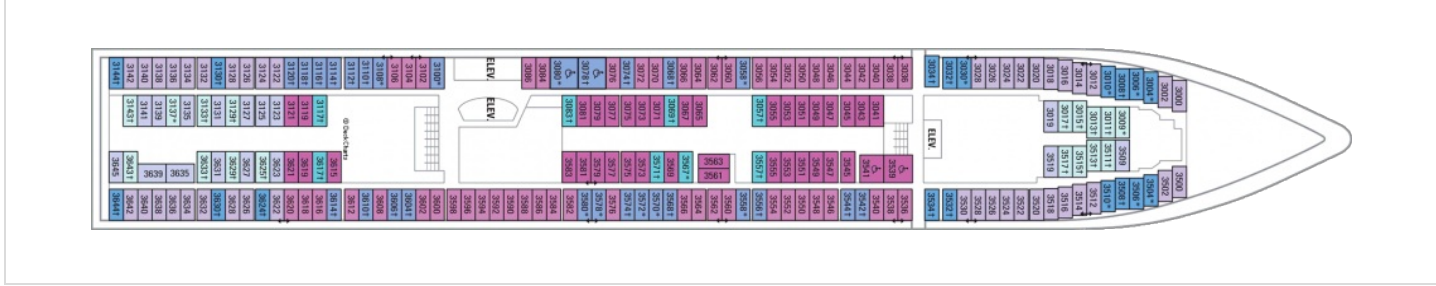 3144† 3142 3140 3138 3136 3134 3132 3130† 3128 3126 3124 3122 3120† 3118† 3116† 3114† 3112† 3110† 3108* 3106 3104 3102 3100* ELEV. 3086 3084 3080* 3078† 3076 3074† 3072 3070 3068† 3066 3064 3062 3060 3058* 3056 3054 3052 3050 3048 3046 3044 3042 3040 3038 3036 3034† 3032† 3030* 3028 3026 3024 3022 3020 3018 3016 3014 3012 3010* 3008† 3006* 3004* 3002 3000
3143† 3141 3139 3137* 3135 3133† 3131 3129† 3127 3125 3123 3121 3119 3117† ELEV. 3083† 3081 3079 3077 3075 3073 3071 3069† 3067 3065 3057† 3055 3053 3051 3049 3047 3045 3043 3041 3019 3017† 3015† 3013† 3011† 3009*
© Deck Charts
ELEV.
3645 3643† 3639 3635 3633† 3631 3629† 3627 3625† 3623 3621 3619 3617† 3615 3583 3581 3579 3577 3575 3573 3571† 3569 3567* 3563 3557† 3555 3553 3551 3549 3547 3545 3541 3539 3519 3517† 3515† 3513† 3511† 3509
3561
3644† 3642 3640 3638 3636 3634 3632 3630† 3628 3626 3624† 3622 3620 3618 3616 3614† 3612 3610† 3608 3606† 3604† 3602 3600 3598 3596 3594 3592 3590 3588 3586 3584 3582 3580* 3578* 3576 3574† 3572† 3570* 3568† 3566 3564 3562 3560 3558* 3556† 3554 3552 3550 3548 3546 3544† 3542† 3540 3538 3536 3534† 3532† 3530 3528 3526 3524 3522 3520 3518 3516 3514 3512 3510* 3508† 3506* 3504* 3502 3500